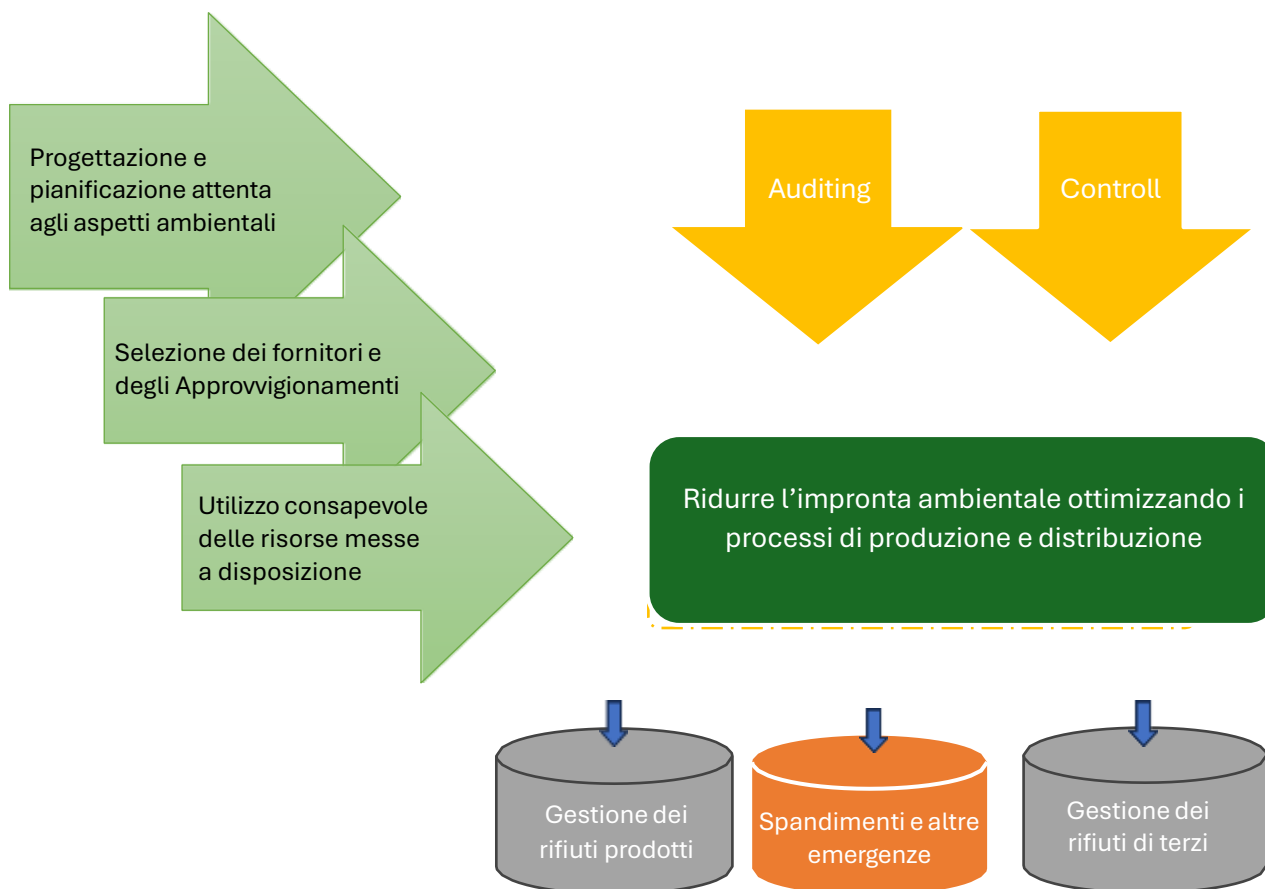 Progettazione e
pianificazione attenta
agli aspetti ambientali
Selezione dei fornitori e
degli Approvvigionamenti
Utilizzo consapevole
delle risorse messe
a disposizione
Auditing
Controll
Ridurre l’impronta ambientale ottimizzando i
processi di produzione e distribuzione
Gestione dei
rifiuti prodotti
Spandimenti e altre
emergenze
Gestione dei
rifiuti di terzi